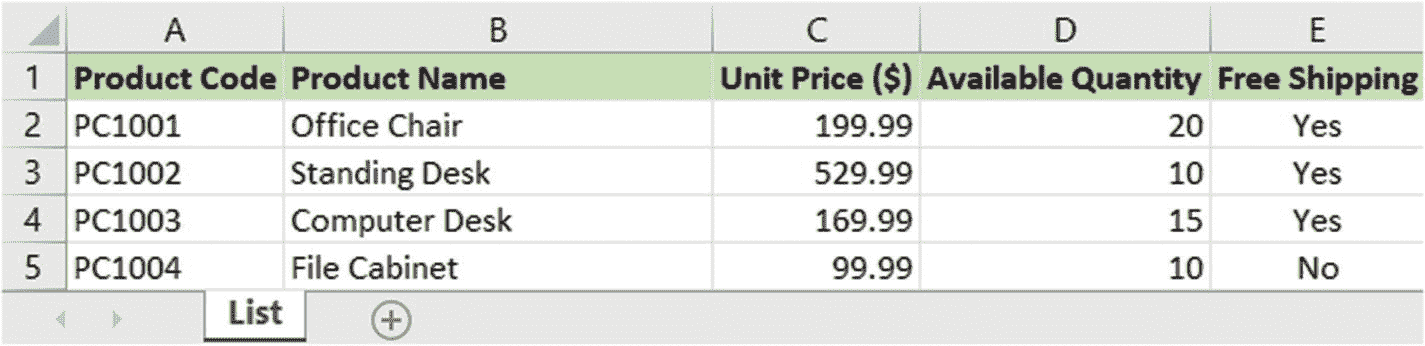 A B C D E
1 Product Code Product Name Unit Price ($) Available Quantity Free Shipping
2 PC1001 Office Chair 199.99 20 Yes
3 PC1002 Standing Desk 529.99 10 Yes
4 PC1003 Computer Desk 169.99 15 Yes
5 PC1004 File Cabinet 99.99 10 No
List